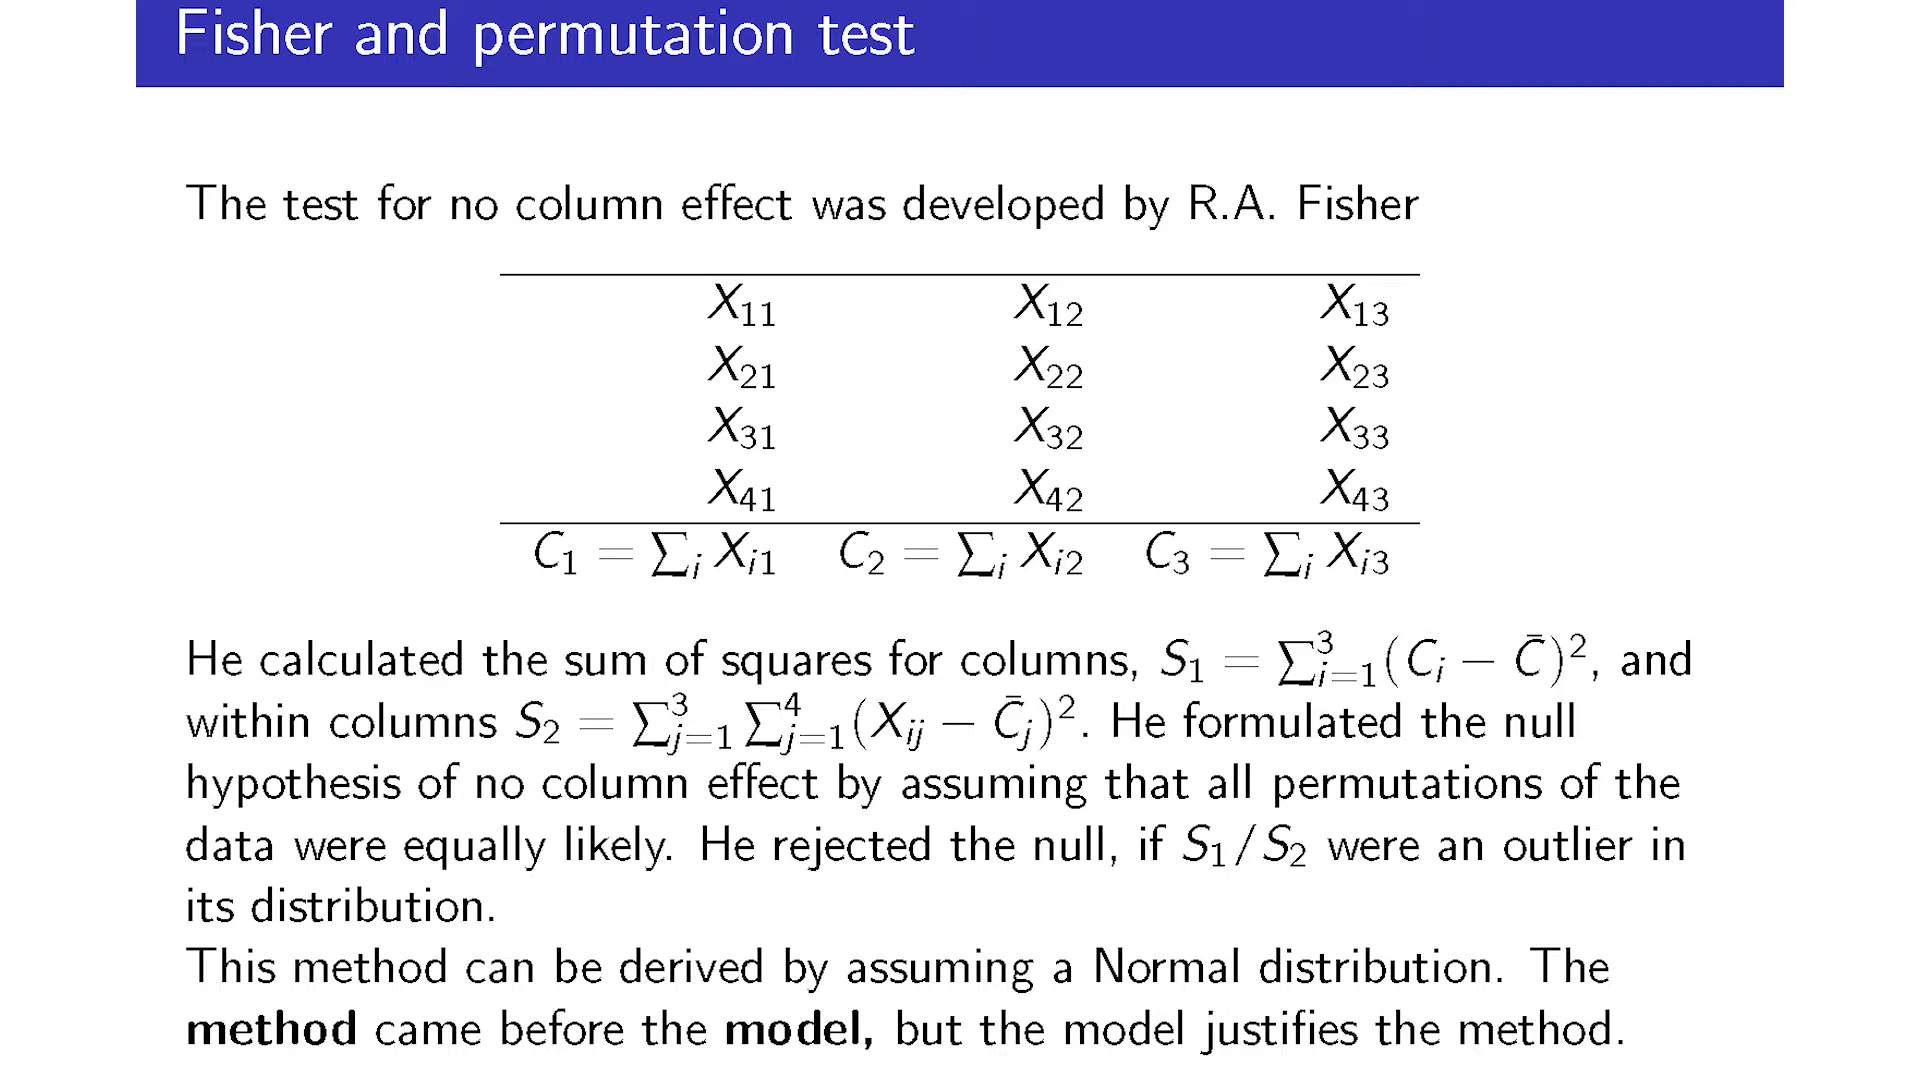 Fisher and permutation test
The test for no column effect was developed by R.A. Fisher
X₁₁ X₁₂ X₁₃
X₂₁ X₂₂ X₂₃
X₃₁ X₃₂ X₃₃
X₄₁ X₄₂ X₄₃
C₁ = ∑ᵢ Xᵢ₁ C₂ = ∑ᵢ Xᵢ₂ C₃ = ∑ᵢ Xᵢ₃
He calculated the sum of squares for columns, S₁ = ∑³ᵢ₌₁(Cᵢ − C̄)², and
within columns S₂ = ∑³ⱼ₌₁ ∑⁴ⱼ₌₁(Xᵢⱼ − C̄ⱼ)². He formulated the null
hypothesis of no column effect by assuming that all permutations of the
data were equally likely. He rejected the null, if S₁/S₂ were an outlier in
its distribution.
This method can be derived by assuming a Normal distribution. The
method came before the model, but the model justifies the method.